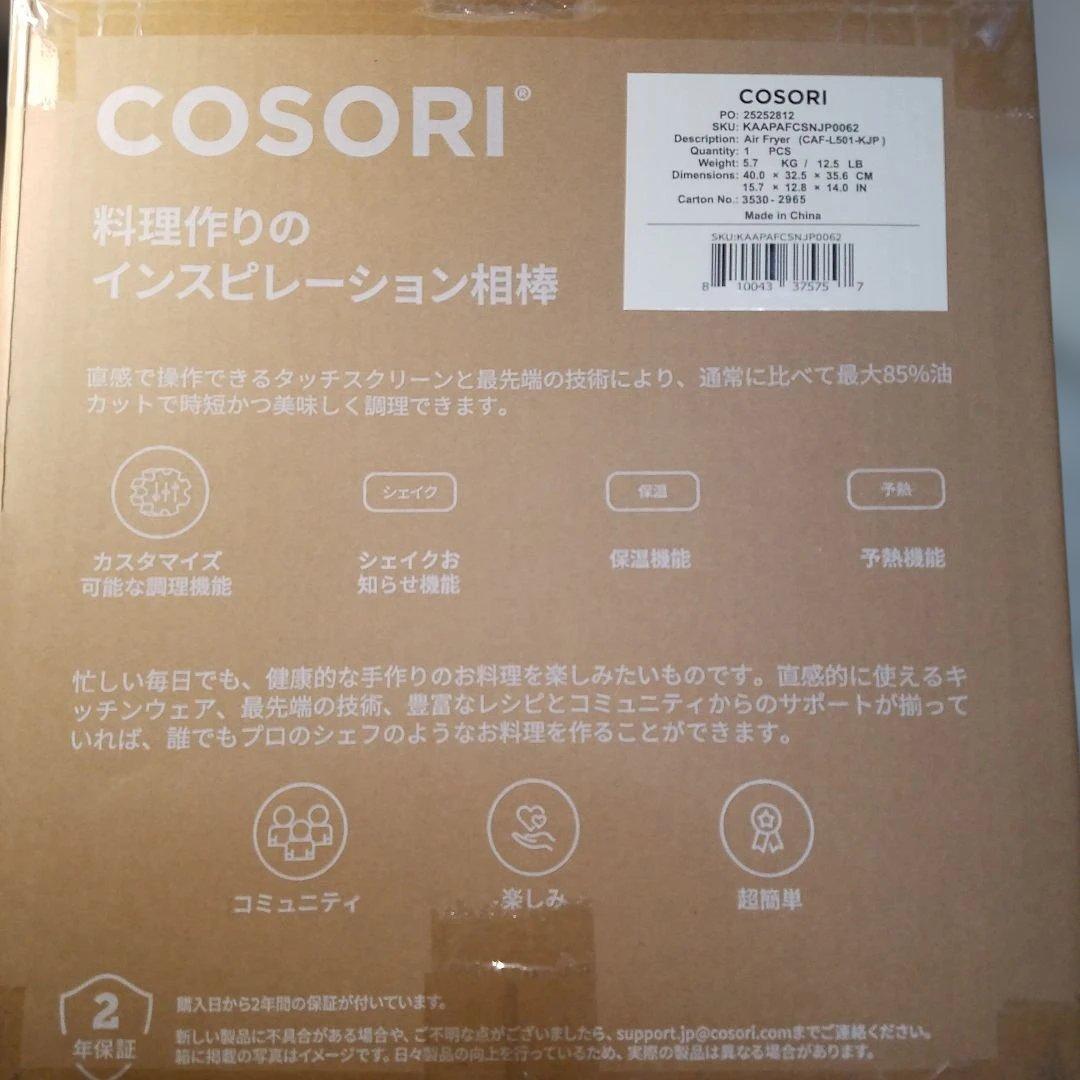 COSORI®
料理作りの
インスピレーション相棒
COSORI
PO: 25252812
SKU: KAAPAFCSNJP0062
Description: Air Fryer (CAF-L501-KJP)
Quantity: 1 PCS
Weight: 5.7 KG / 12.5 LB
Dimensions: 40.0 × 32.5 × 35.6 CM
15.7 × 12.8 × 14.0 IN
Carton No.: 3530 - 2965
Made in China
SKU:KAAPAFCSNJP0062
8 10043 37575 7
直感で操作できるタッチスクリーンと最先端の技術により、通常に比べて最大85%油
カットで時短かつ美味しく調理できます。
シェイク
保温
予熱
カスタマイズ
可能な調理機能
シェイクお
知らせ機能
保温機能
予熱機能
忙しい毎日でも、健康的な手作りのお料理を楽しみたいものです。直感的に使えるキ
ッチンウェア、最先端の技術、豊富なレシピとコミュニティからのサポートが揃って
いれば、誰でもプロのシェフのようなお料理を作ることができます。
コミュニティ
楽しみ
超簡単
2
年保証
購入日から2年間の保証が付いています。
新しい製品に不具合がある場合や、ご不明な点がございましたら、support.jp@cosori.comまでご連絡ください。
箱に掲載の写真はイメージです。日々製品の向上を行っているため、実際の製品は異なる場合があります。